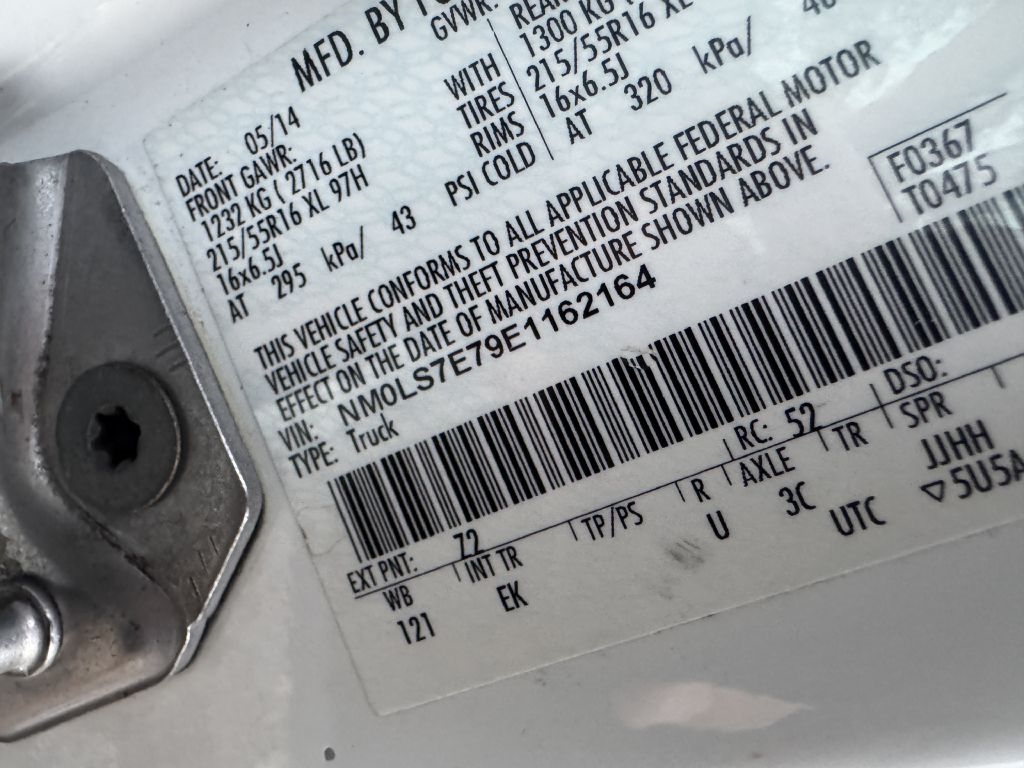 MFD. BY
GVWR:
DATE: 05/14
FRONT GAWR:
1232 KG ( 2716 LB)
215/55R16 XL 97H
16x6.5J
AT 295 kPa/ 43
WITH
TIRES
RIMS
PSI COLD
1300 KG
215/55R16 XL
16x6.5J
AT 320 kPa/
THIS VEHICLE CONFORMS TO ALL APPLICABLE FEDERAL MOTOR
VEHICLE SAFETY AND THEFT PREVENTION STANDARDS IN
EFFECT ON THE DATE OF MANUFACTURE SHOWN ABOVE.
VIN: NM0LS7E79E1162164
TYPE: Truck
F0367
T0475
EXT PNT: 72 RC: 52 DSO:
WB INT TR TP/PS R AXLE TR SPR
121 EK U 3C UTC JJHH
▽5U5A